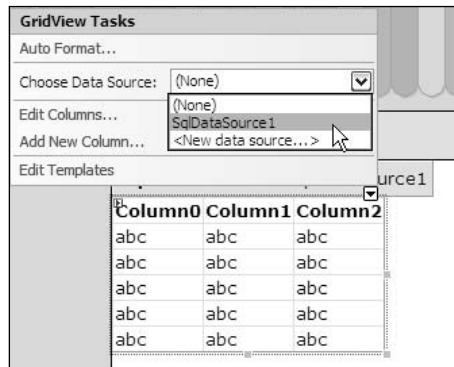 GridView Tasks
Auto Format...
Choose Data Source: (None)
(None)
SqlDataSource1
<New data source...>
Edit Columns...
Add New Column...
Edit Templates
urce1
Column0 Column1 Column2
abc abc abc
abc abc abc
abc abc abc
abc abc abc
abc abc abc